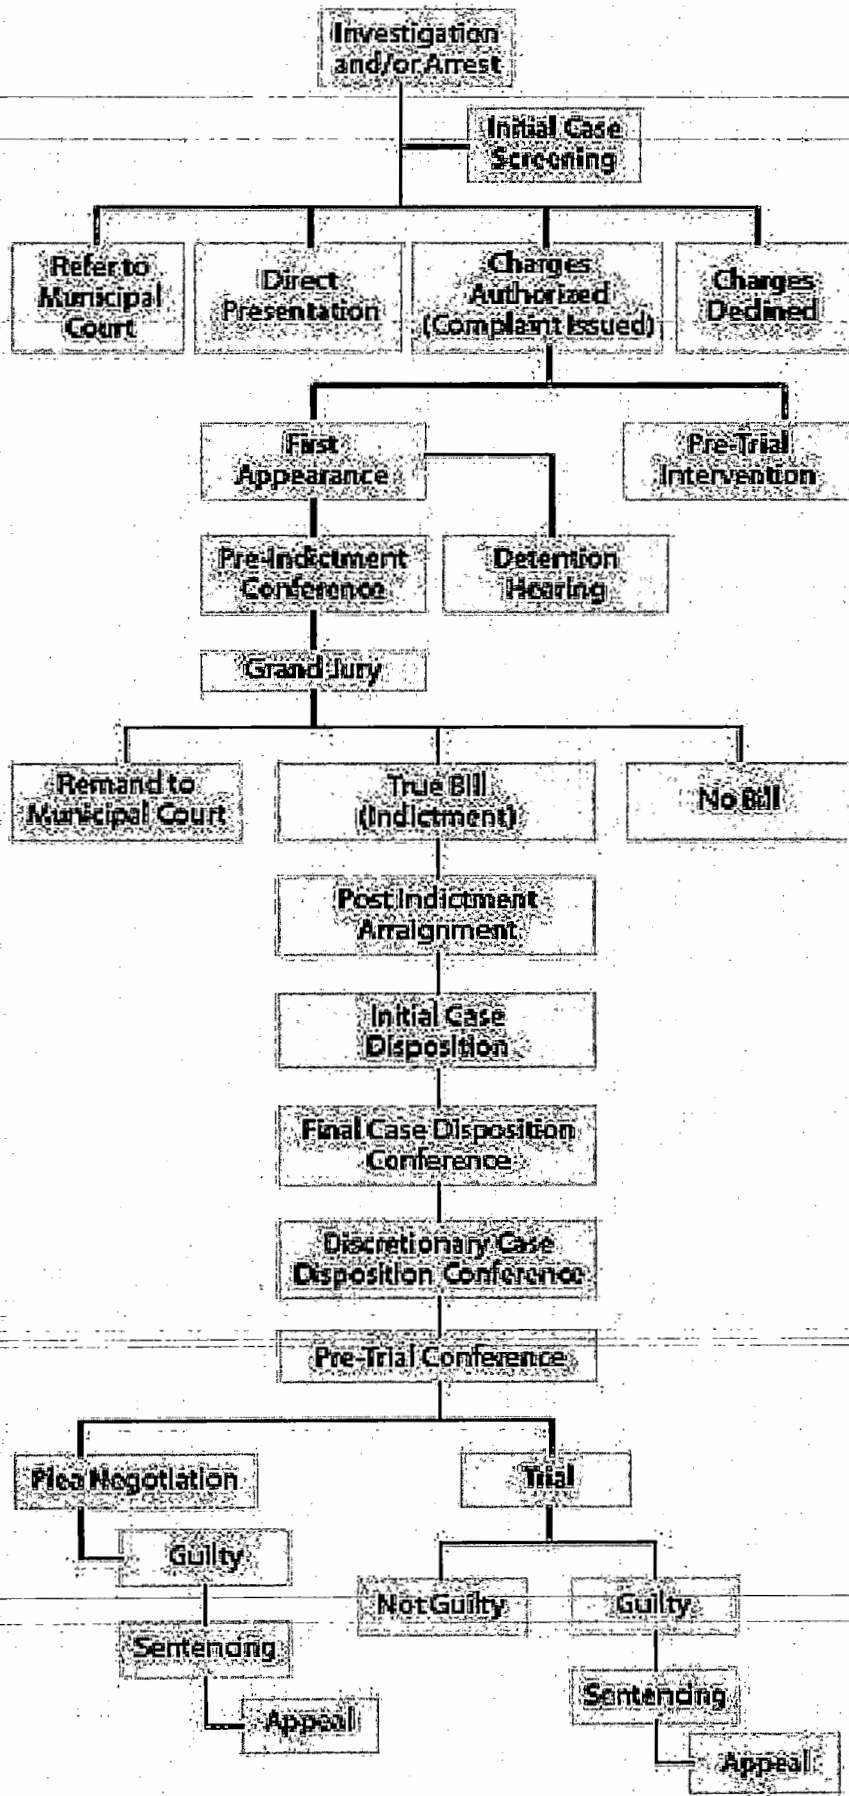 Investigation
and/or Arrest
Initial Case
Screening
Refer to
Municipal
Court
Direct
Presentation
Charges
Authorized
(Complaint Issued)
Charges
Declined
First
Appearance
Pre-Trial
Intervention
Pre-Indictment
Conference
Detention
Hearing
Grand Jury
Remand to
Municipal Court
True Bill
(Indictment)
No Bill
Post Indictment
Arraignment
Initial Case
Disposition
Final Case Disposition
Conference
Discretionary Case
Disposition Conference
Pre-Trial Conference
Plea Negotiation
Trial
Guilty
Not Guilty
Guilty
Sentencing
Sentencing
Appeal
Appeal